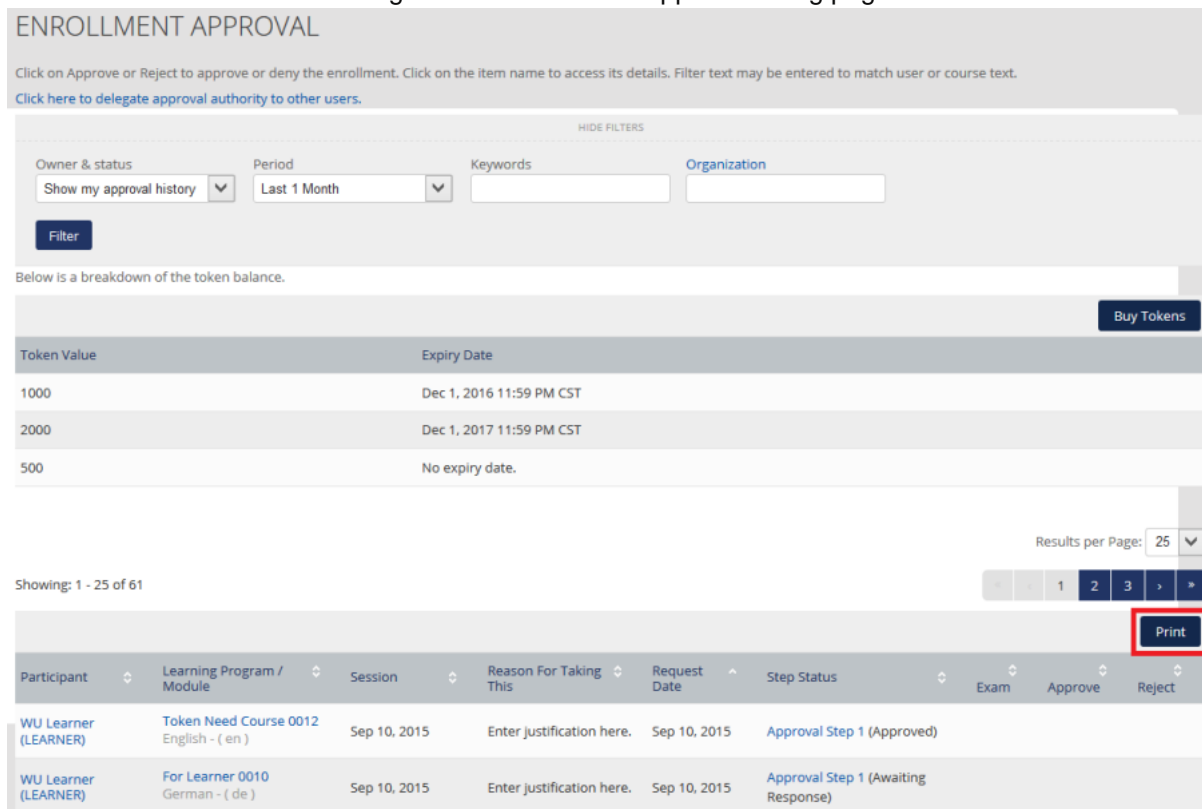 ENROLLMENT APPROVAL
Click on Approve or Reject to approve or deny the enrollment. Click on the item name to access its details. Filter text may be entered to match user or course text.
Click here to delegate approval authority to other users.
HIDE FILTERS
Owner & status Period Keywords Organization
Show my approval history Last 1 Month
Filter
Below is a breakdown of the token balance.
Buy Tokens
Token Value Expiry Date
1000 Dec 1, 2016 11:59 PM CST
2000 Dec 1, 2017 11:59 PM CST
500 No expiry date.
Results per Page: 25
Showing: 1 - 25 of 61 « ‹ 1 2 3 › »
Print
Participant Learning Program / Module Session Reason For Taking This Request Date Step Status Exam Approve Reject
WU Learner (LEARNER) Token Need Course 0012 English - ( en ) Sep 10, 2015 Enter justification here. Sep 10, 2015 Approval Step 1 (Approved)
WU Learner (LEARNER) For Learner 0010 German - ( de ) Sep 10, 2015 Enter justification here. Sep 10, 2015 Approval Step 1 (Awaiting Response)